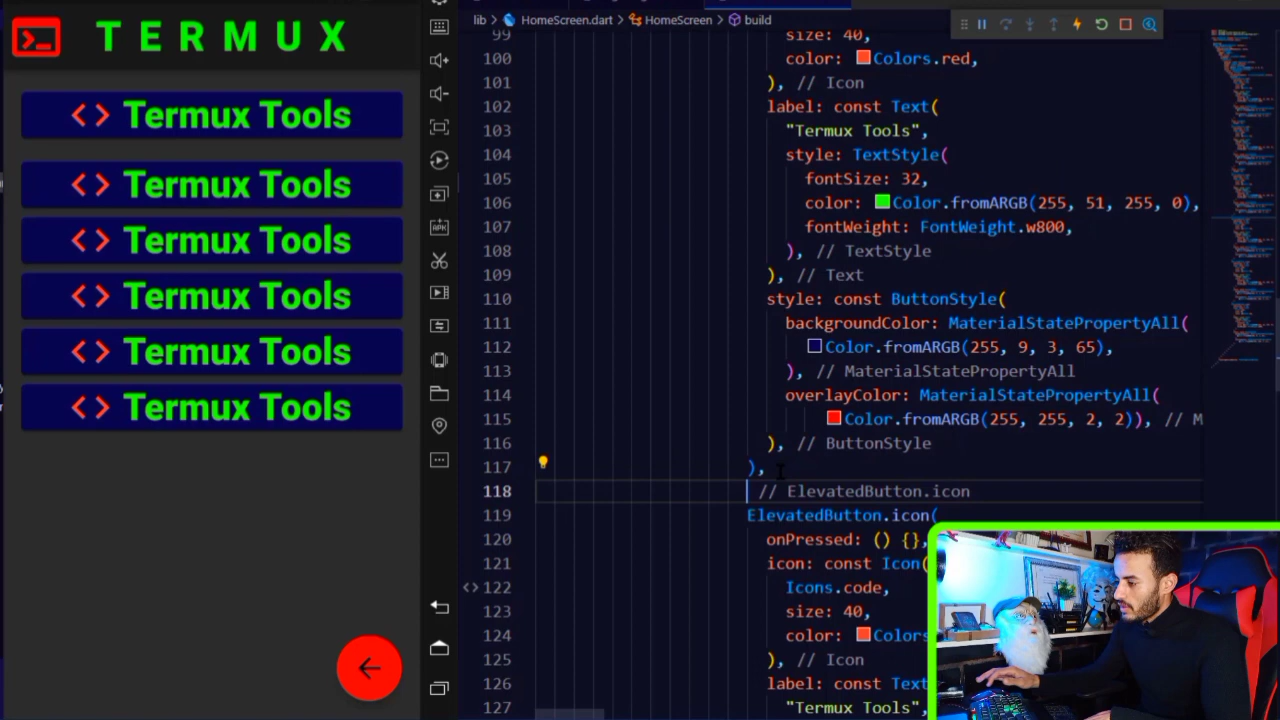 TERMUX
<> Termux Tools
<> Termux Tools
<> Termux Tools
<> Termux Tools
<> Termux Tools
<> Termux Tools
APK
lib > HomeScreen.dart > HomeScreen > build
99 size: 40,
100 color: Colors.red,
101 ), // Icon
102 label: const Text(
103 "Termux Tools",
104 style: TextStyle(
105 fontSize: 32,
106 color: Color.fromARGB(255, 51, 255, 0),
107 fontWeight: FontWeight.w800,
108 ), // TextStyle
109 ), // Text
110 style: const ButtonStyle(
111 backgroundColor: MaterialStatePropertyAll(
112 Color.fromARGB(255, 9, 3, 65),
113 ), // MaterialStatePropertyAll
114 overlayColor: MaterialStatePropertyAll(
115 Color.fromARGB(255, 255, 2, 2)), // M
116 ), // ButtonStyle
117 ),
118 // ElevatedButton.icon
119 ElevatedButton.icon(
120 onPressed: () {},
121 icon: const Icon(
122 Icons.code,
123 size: 40,
124 color: Colors
125 ), // Icon
126 label: const Text
127 "Termux Tools",